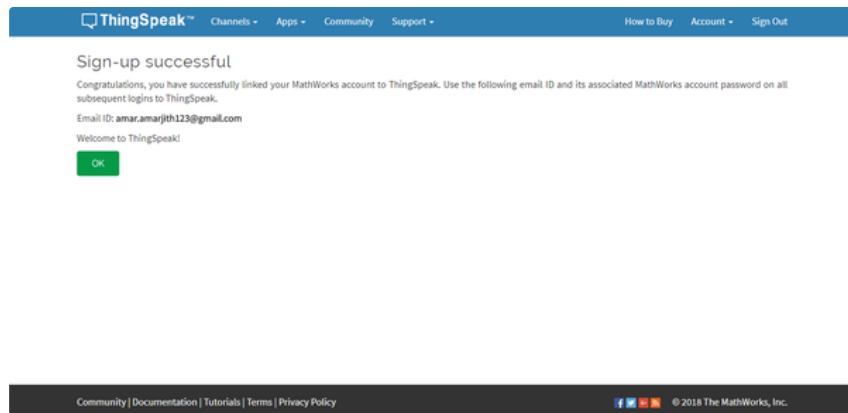 ThingSpeak™ Channels Apps Community Support How to Buy Account Sign Out
Sign-up successful
Congratulations, you have successfully linked your MathWorks account to ThingSpeak. Use the following email ID and its associated MathWorks account password on all
subsequent logins to ThingSpeak.
Email ID: amar.amarjith123@gmail.com
Welcome to ThingSpeak!
OK
Community | Documentation | Tutorials | Terms | Privacy Policy © 2018 The MathWorks, Inc.